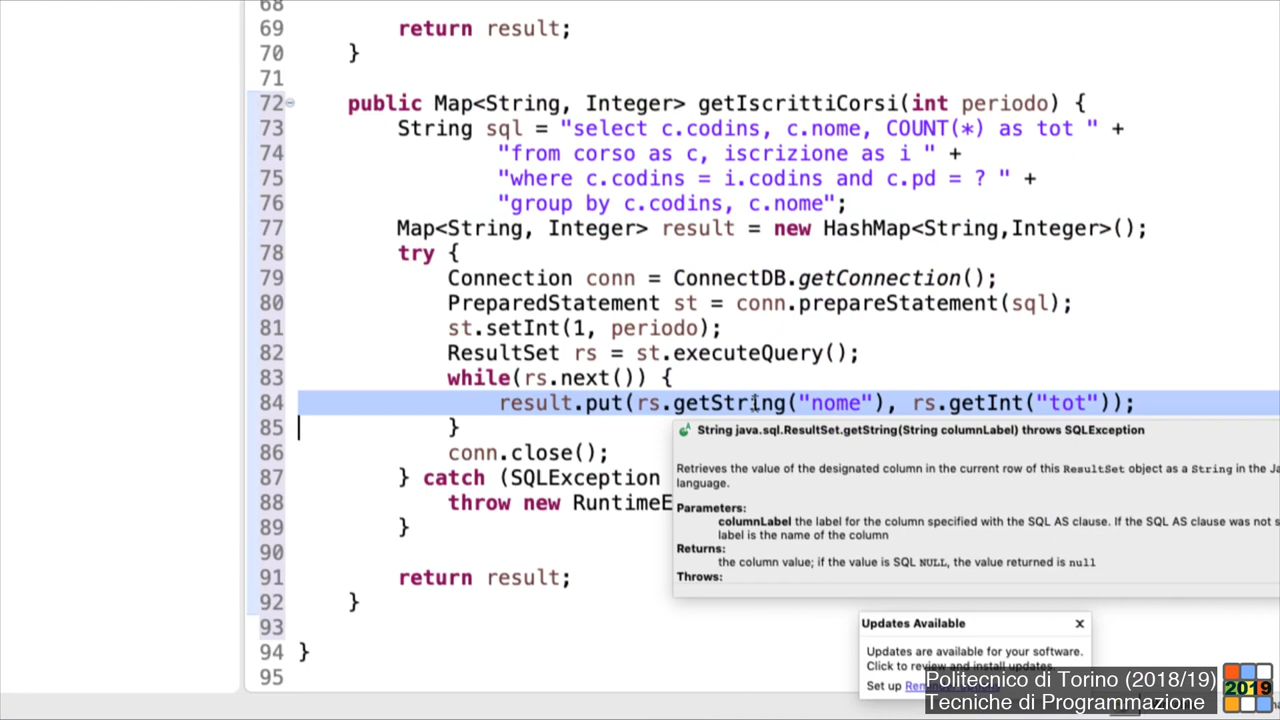 68
69 return result;
70 }
71
72 public Map<String, Integer> getIscrittiCorsi(int periodo) {
73 String sql = "select c.codins, c.nome, COUNT(*) as tot " +
74 "from corso as c, iscrizione as i " +
75 "where c.codins = i.codins and c.pd = ? " +
76 "group by c.codins, c.nome";
77 Map<String, Integer> result = new HashMap<String,Integer>();
78 try {
79 Connection conn = ConnectDB.getConnection();
80 PreparedStatement st = conn.prepareStatement(sql);
81 st.setInt(1, periodo);
82 ResultSet rs = st.executeQuery();
83 while(rs.next()) {
84 result.put(rs.getString("nome"), rs.getInt("tot"));
85 }
86 conn.close();
87 } catch (SQLException
88 throw new RuntimeE
89 }
90
91 return result;
92 }
93
94 }
95
String java.sql.ResultSet.getString(String columnLabel) throws SQLException
Retrieves the value of the designated column in the current row of this ResultSet object as a String in the Ja
language.
Parameters:
columnLabel the label for the column specified with the SQL AS clause. If the SQL AS clause was not s
label is the name of the column
Returns:
the column value; if the value is SQL NULL, the value returned is null
Throws:
Updates Available x
Updates are available for your software.
Click to review and install updates.
Set up
Politecnico di Torino (2018/19)
Tecniche di Programmazione
2019